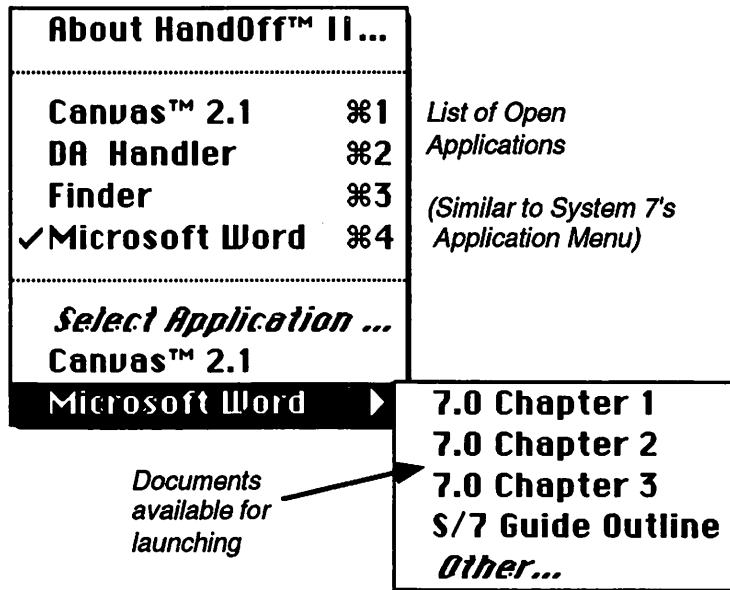 About HandOff™ II...
Canvas™ 2.1 ⌘1
DA Handler ⌘2
Finder ⌘3
✓Microsoft Word ⌘4
List of Open
Applications
(Similar to System 7's
Application Menu)
Select Application ...
Canvas™ 2.1
Microsoft Word ▶
7.0 Chapter 1
7.0 Chapter 2
7.0 Chapter 3
S/7 Guide Outline
Other...
Documents
available for
launching